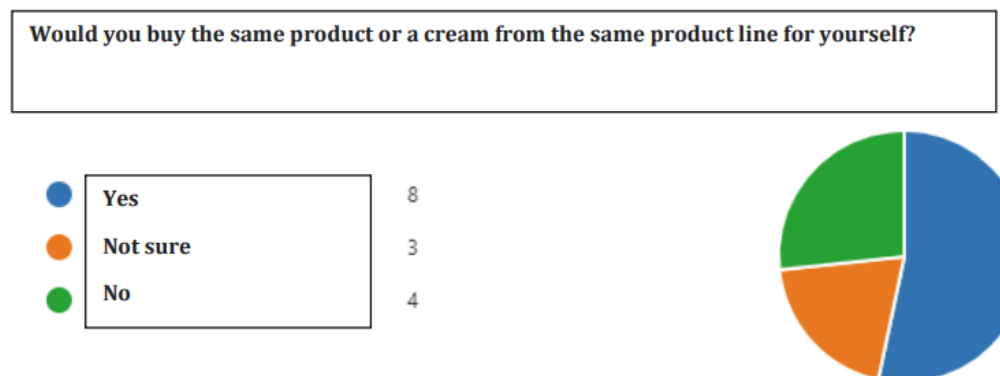 Would you buy the same product or a cream from the same product line for yourself?
Yes 8
Not sure 3
No 4